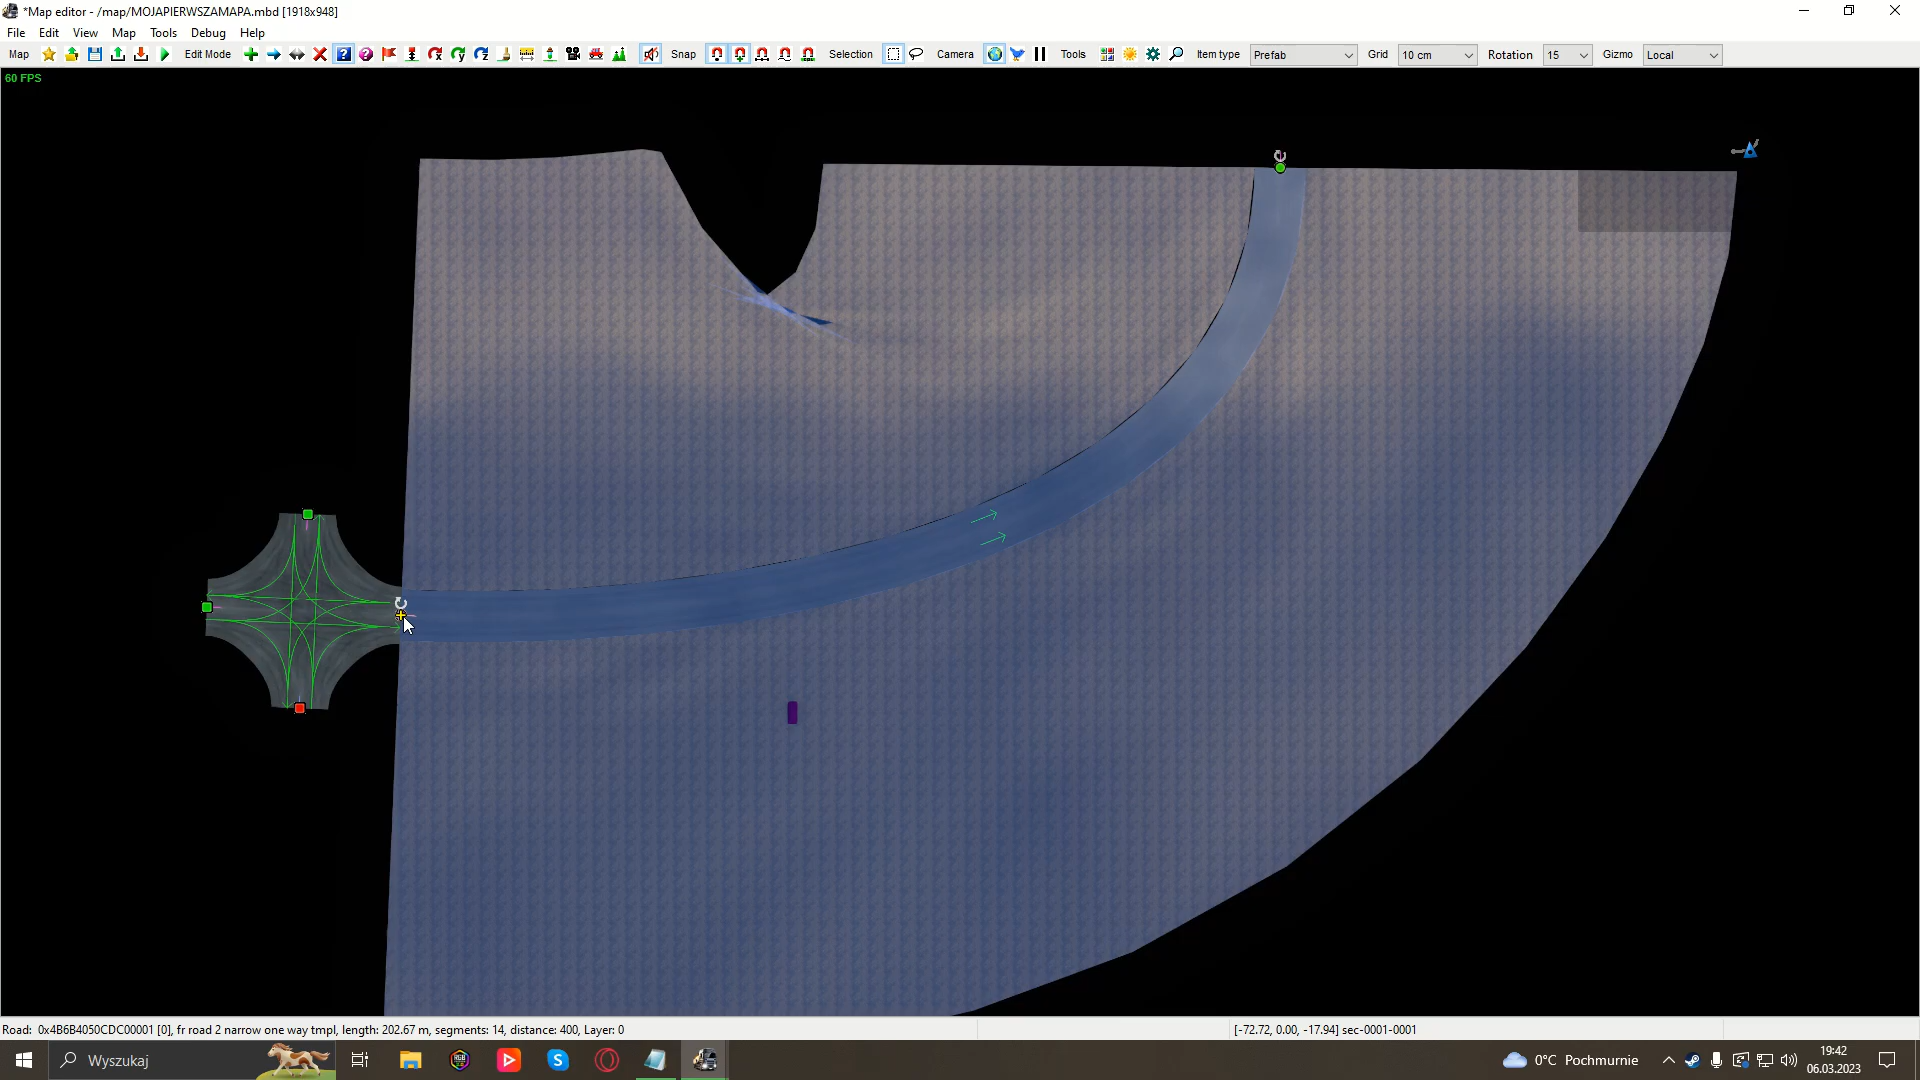 *Map editor - /map/MOJAPIERWSZAMAPA.mbd [1918x948]
File Edit View Map Tools Debug Help
Map Edit Mode Snap Selection Camera Tools Item type Prefab Grid 10 cm Rotation 15 Gizmo Local
60 FPS
Road: 0x4B6B4050CDC00001 [0], fr road 2 narrow one way tmpl, length: 202.67 m, segments: 14, distance: 400, Layer: 0
[-72.72, 0.00, -17.94] sec-0001-0001
Wyszukaj
0°C Pochmurnie
19:42
06.03.2023